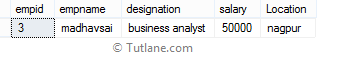 empid empname designation salary Location
3 madhavsai business analyst 50000 nagpur
© Tutlane.com